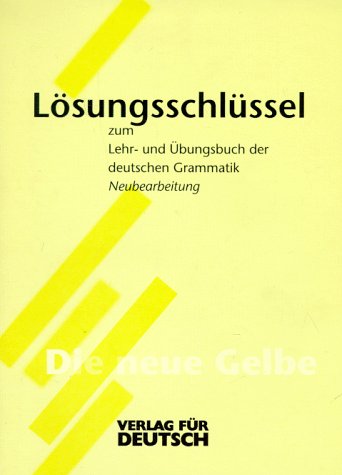 Lösungsschlüssel
zum
Lehr- und Übungsbuch der
deutschen Grammatik
Neubearbeitung
Die neue Gelbe
VERLAG FÜR
DEUTSCH